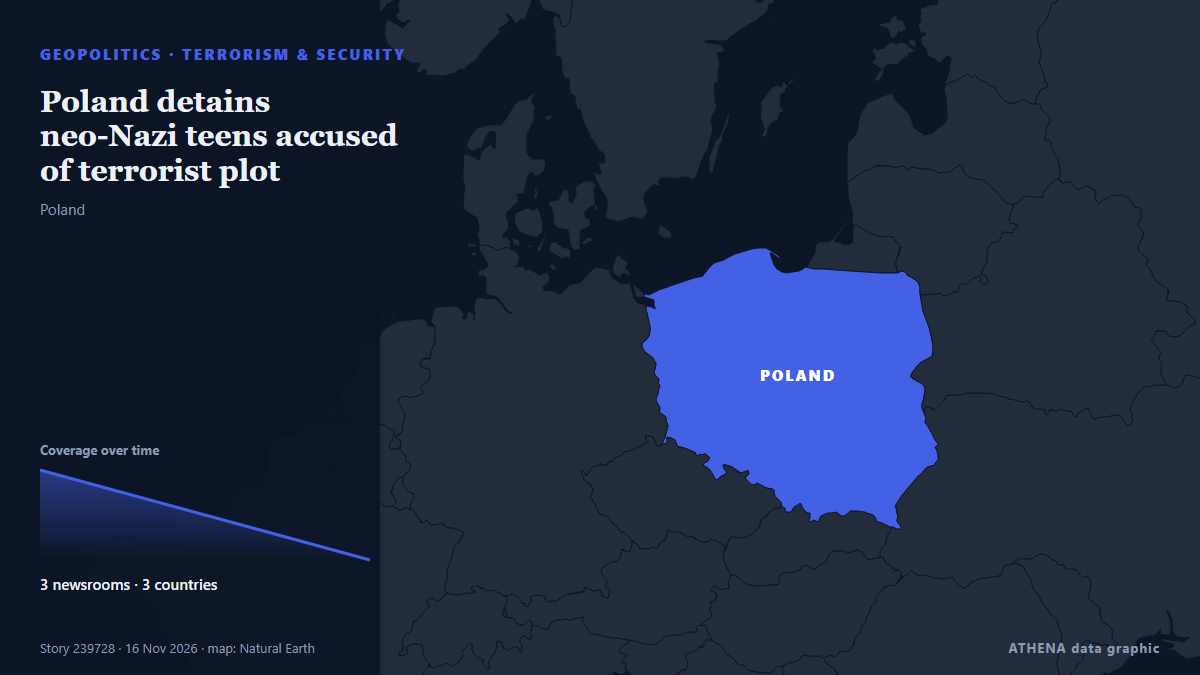 GEOPOLITICS · TERRORISM & SECURITY
Poland detains
neo-Nazi teens accused
of terrorist plot
Poland
POLAND
Coverage over time
3 newsrooms · 3 countries
Story 239728 · 16 Nov 2026 · map: Natural Earth
ATHENA data graphic